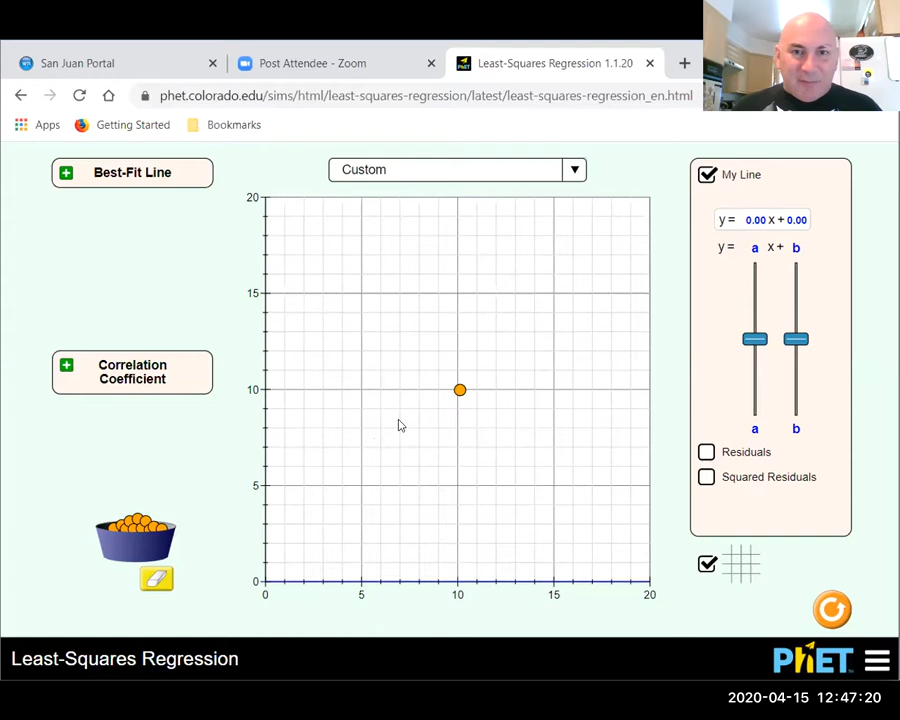 San Juan Portal
Post Attendee - Zoom
Least-Squares Regression 1.1.20
phet.colorado.edu/sims/html/least-squares-regression/latest/least-squares-regression_en.html
Apps
Getting Started
Bookmarks
Best-Fit Line
Custom
My Line
y = 0.00 x + 0.00
y = a x + b
a b
Residuals
Squared Residuals
Correlation
Coefficient
20
15
10
5
0
0 5 10 15 20
Least-Squares Regression
PhET
2020-04-15 12:47:20